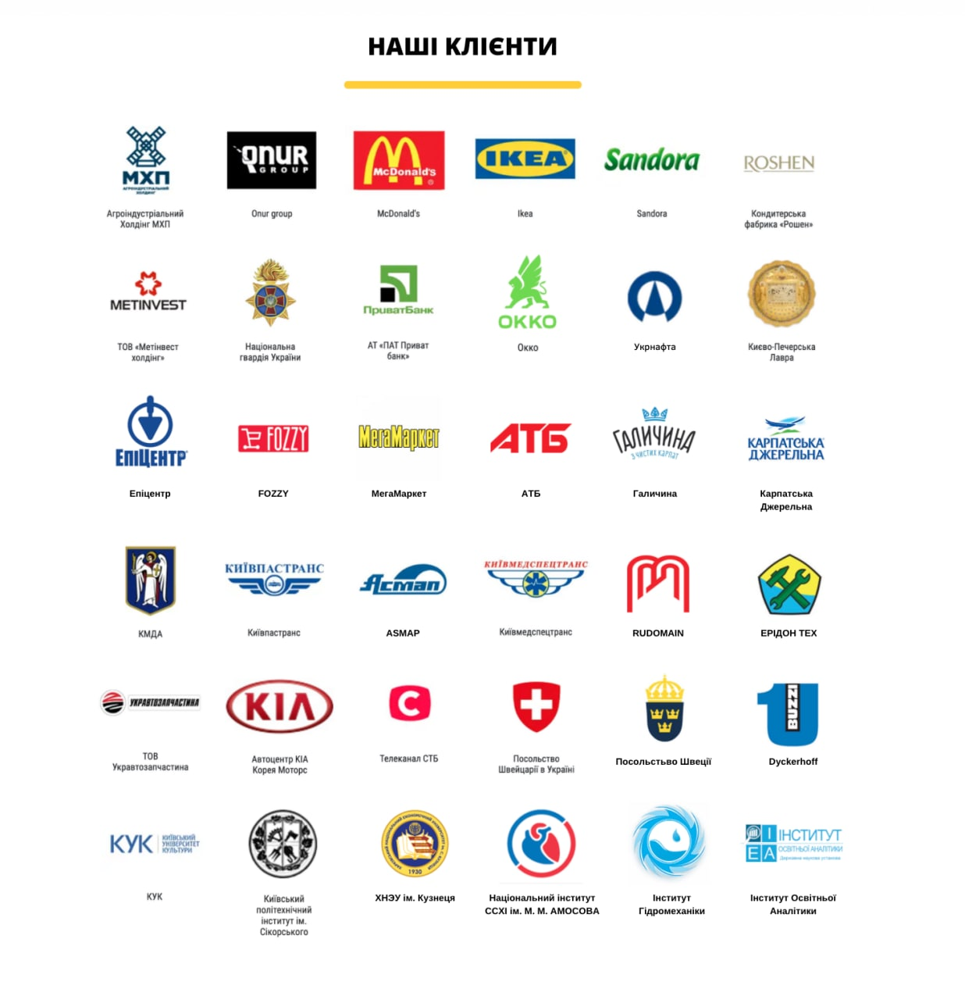 НАШІ КЛІЄНТИ
МХП
АГРОІНДУСТРІАЛЬНИЙ
ХОЛДИНГ
ONUR
GROUP
McDonald's
®
IKEA
Sandora
ROSHEN
Агроіндустріальний
Холдінг МХП
Onur group
McDonald's
Ikea
Sandora
Кондитерська
фабрика «Рошен»
METINVEST
ПриватБанк
ОККО
ТОВ «Метінвест
холдінг»
Національна
гвардія України
АТ «ПАТ Приват
банк»
Окко
Укрнафта
Києво-Печерська
Лавра
ЕПІЦЕНТР
FOZZY
МегаМаркет
АТБ
ГАЛИЧИНА
З ЧИСТИХ КАРПАТ
КАРПАТСЬКА
ДЖЕРЕЛЬНА
Епіцентр
FOZZY
МегаМаркет
АТБ
Галичина
Карпатська
Джерельна
КИЇВПАСТРАНС
Асмап
КИЇВМЕДСПЕЦТРАНС
КМДА
Київпастранс
ASMAP
Київмедспецтранс
RUDOMAIN
ЕРІДОН ТЕХ
УКРАВТОЗАПЧАСТИНА
KIA
С
BUZZI
ТОВ
Укравтозапчастина
Автоцентр KIA
Корея Моторс
Телеканал СТБ
Посольство
Швейцарії в Україні
Посольстьво Швеції
Dyckerhoff
КУК
КИЇВСЬКИЙ
УНІВЕРСИТЕТ
КУЛЬТУРИ
1930
ІНСТИТУТ
ОСВІТНЬОЇ АНАЛІТИКИ
Державна наукова установа
І
Е А
КУК
Київський
політехнічний
інститут ім.
Сікорського
ХНЭУ ім. Кузнеця
Національний інститут
ССХІ ім. М. М. АМОСОВА
Інститут
Гідромеханіки
Інститут Освітньої
Аналітики